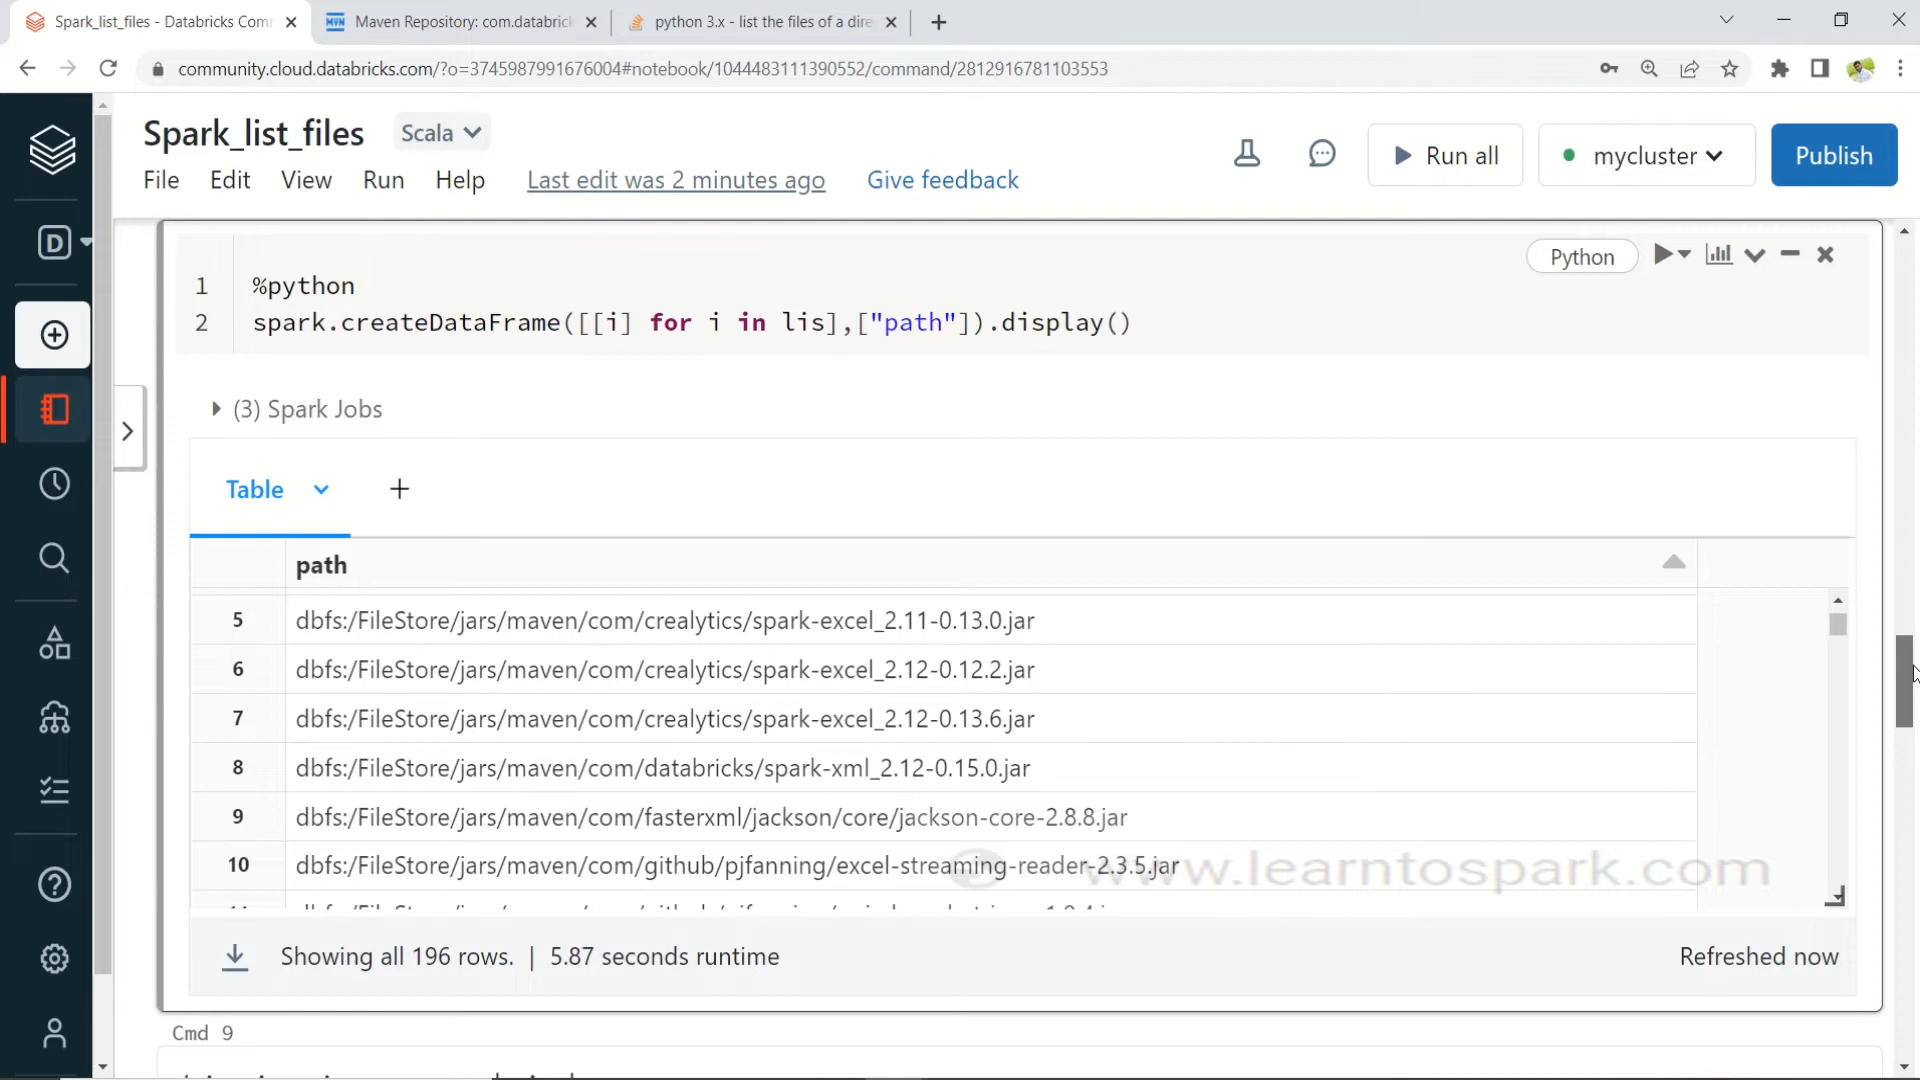 Spark_list_files - Databricks Com
Maven Repository: com.databrick
python 3.x - list the files of a dire
community.cloud.databricks.com/?o=3745987991676004#notebook/1044483111390552/command/2812916781103553
Spark_list_files
Scala
Run all
mycluster
Publish
File Edit View Run Help Last edit was 2 minutes ago Give feedback
D
Python
1 %python
2 spark.createDataFrame([[i] for i in lis],["path"]).display()
(3) Spark Jobs
Table
path
5 dbfs:/FileStore/jars/maven/com/crealytics/spark-excel_2.11-0.13.0.jar
6 dbfs:/FileStore/jars/maven/com/crealytics/spark-excel_2.12-0.12.2.jar
7 dbfs:/FileStore/jars/maven/com/crealytics/spark-excel_2.12-0.13.6.jar
8 dbfs:/FileStore/jars/maven/com/databricks/spark-xml_2.12-0.15.0.jar
9 dbfs:/FileStore/jars/maven/com/fasterxml/jackson/core/jackson-core-2.8.8.jar
10 dbfs:/FileStore/jars/maven/com/github/pjfanning/excel-streaming-reader-2.3.5.jar
www.learntospark.com
Showing all 196 rows. | 5.87 seconds runtime
Refreshed now
Cmd 9